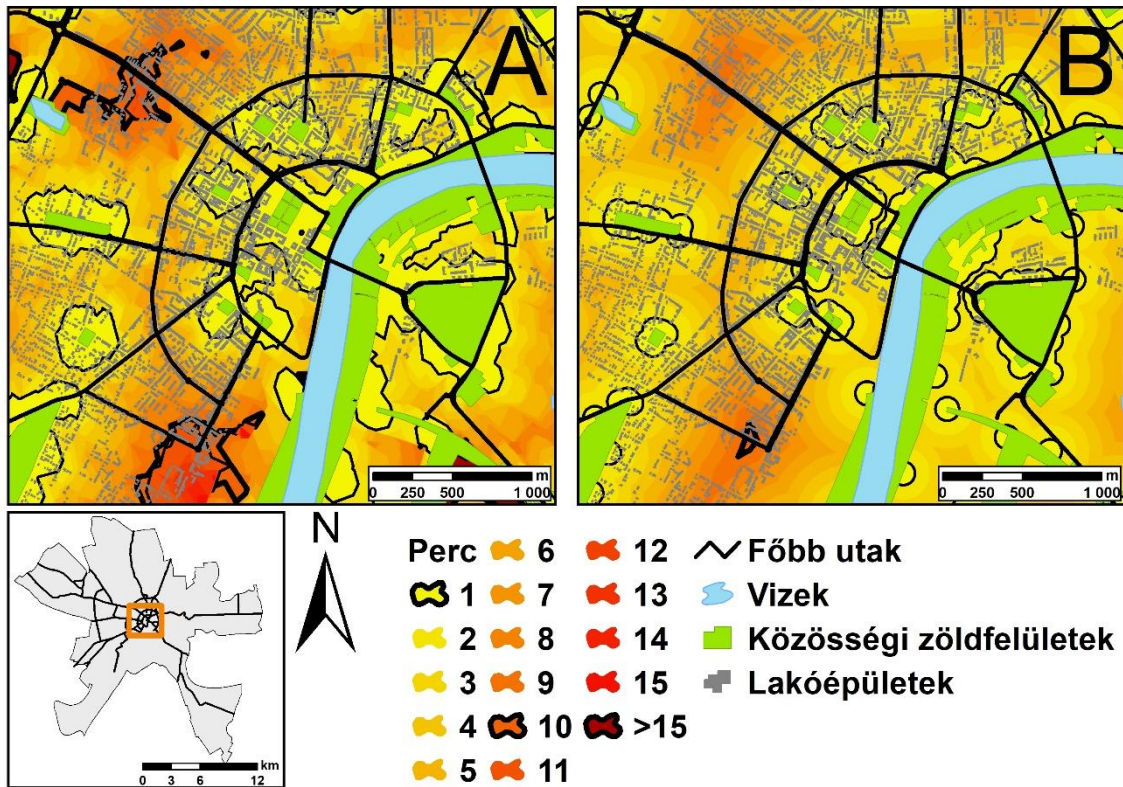 A
B
m
0 250 500 1 000
m
0 250 500 1 000
N
km
0 3 6 12
Perc
1
2
3
4
5
6
7
8
9
10
11
12
13
14
15
>15
Főbb utak
Vizek
Közösségi zöldfelületek
Lakóépületek